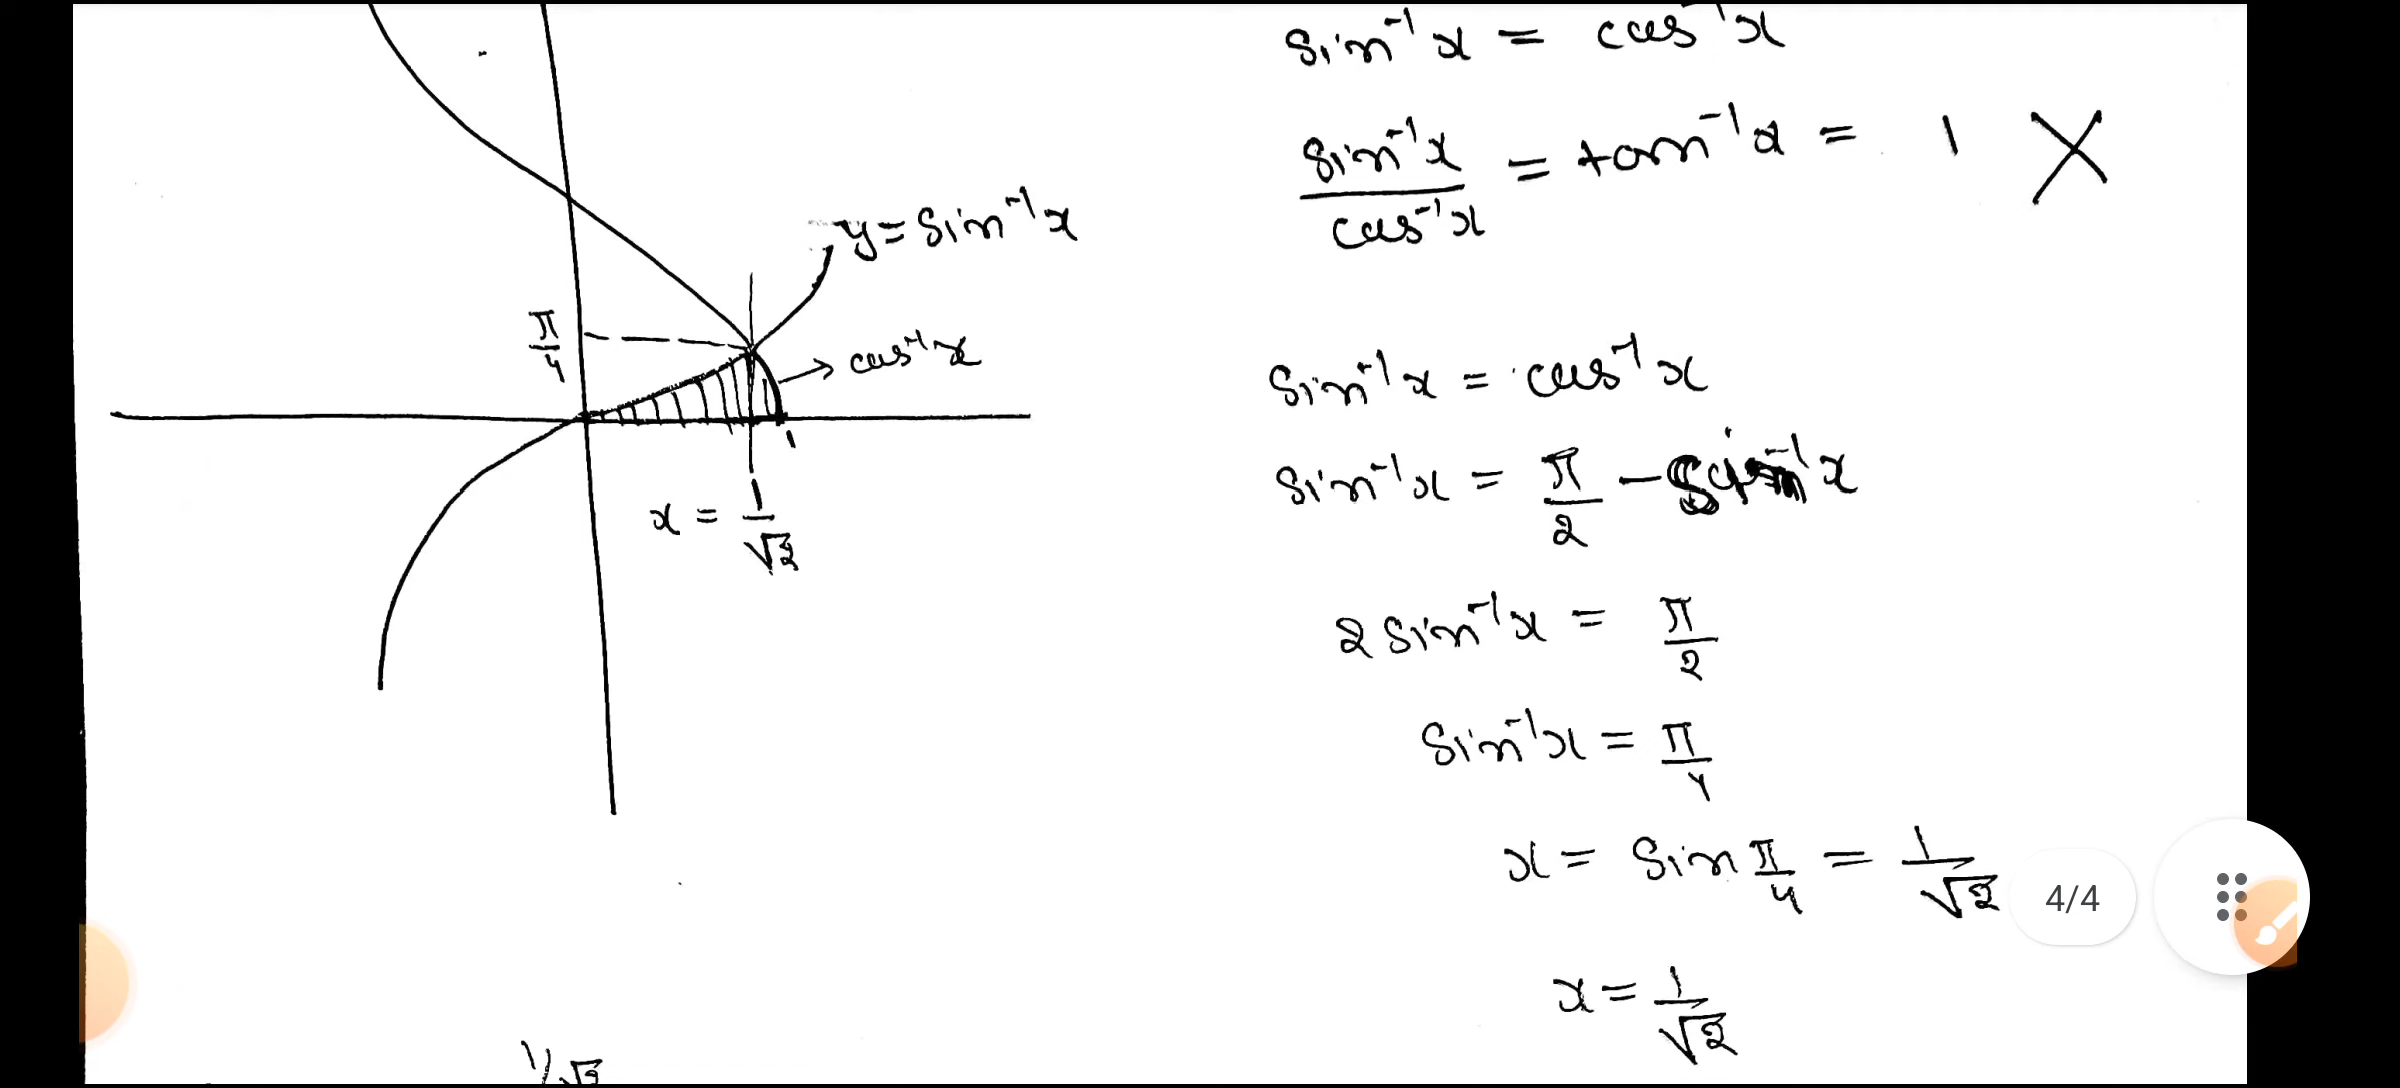 sin⁻¹x = cos⁻¹x
sin⁻¹x / cos⁻¹x = tan⁻¹x = 1 ✗
y = sin⁻¹x
π/4
cos⁻¹x
1
x = 1/√2
sin⁻¹x = cos⁻¹x
sin⁻¹x = π/2 - sin⁻¹x
2 sin⁻¹x = π/2
sin⁻¹x = π/4
x = sin π/4 = 1/√2
4/4
x = 1/√2
1/√2